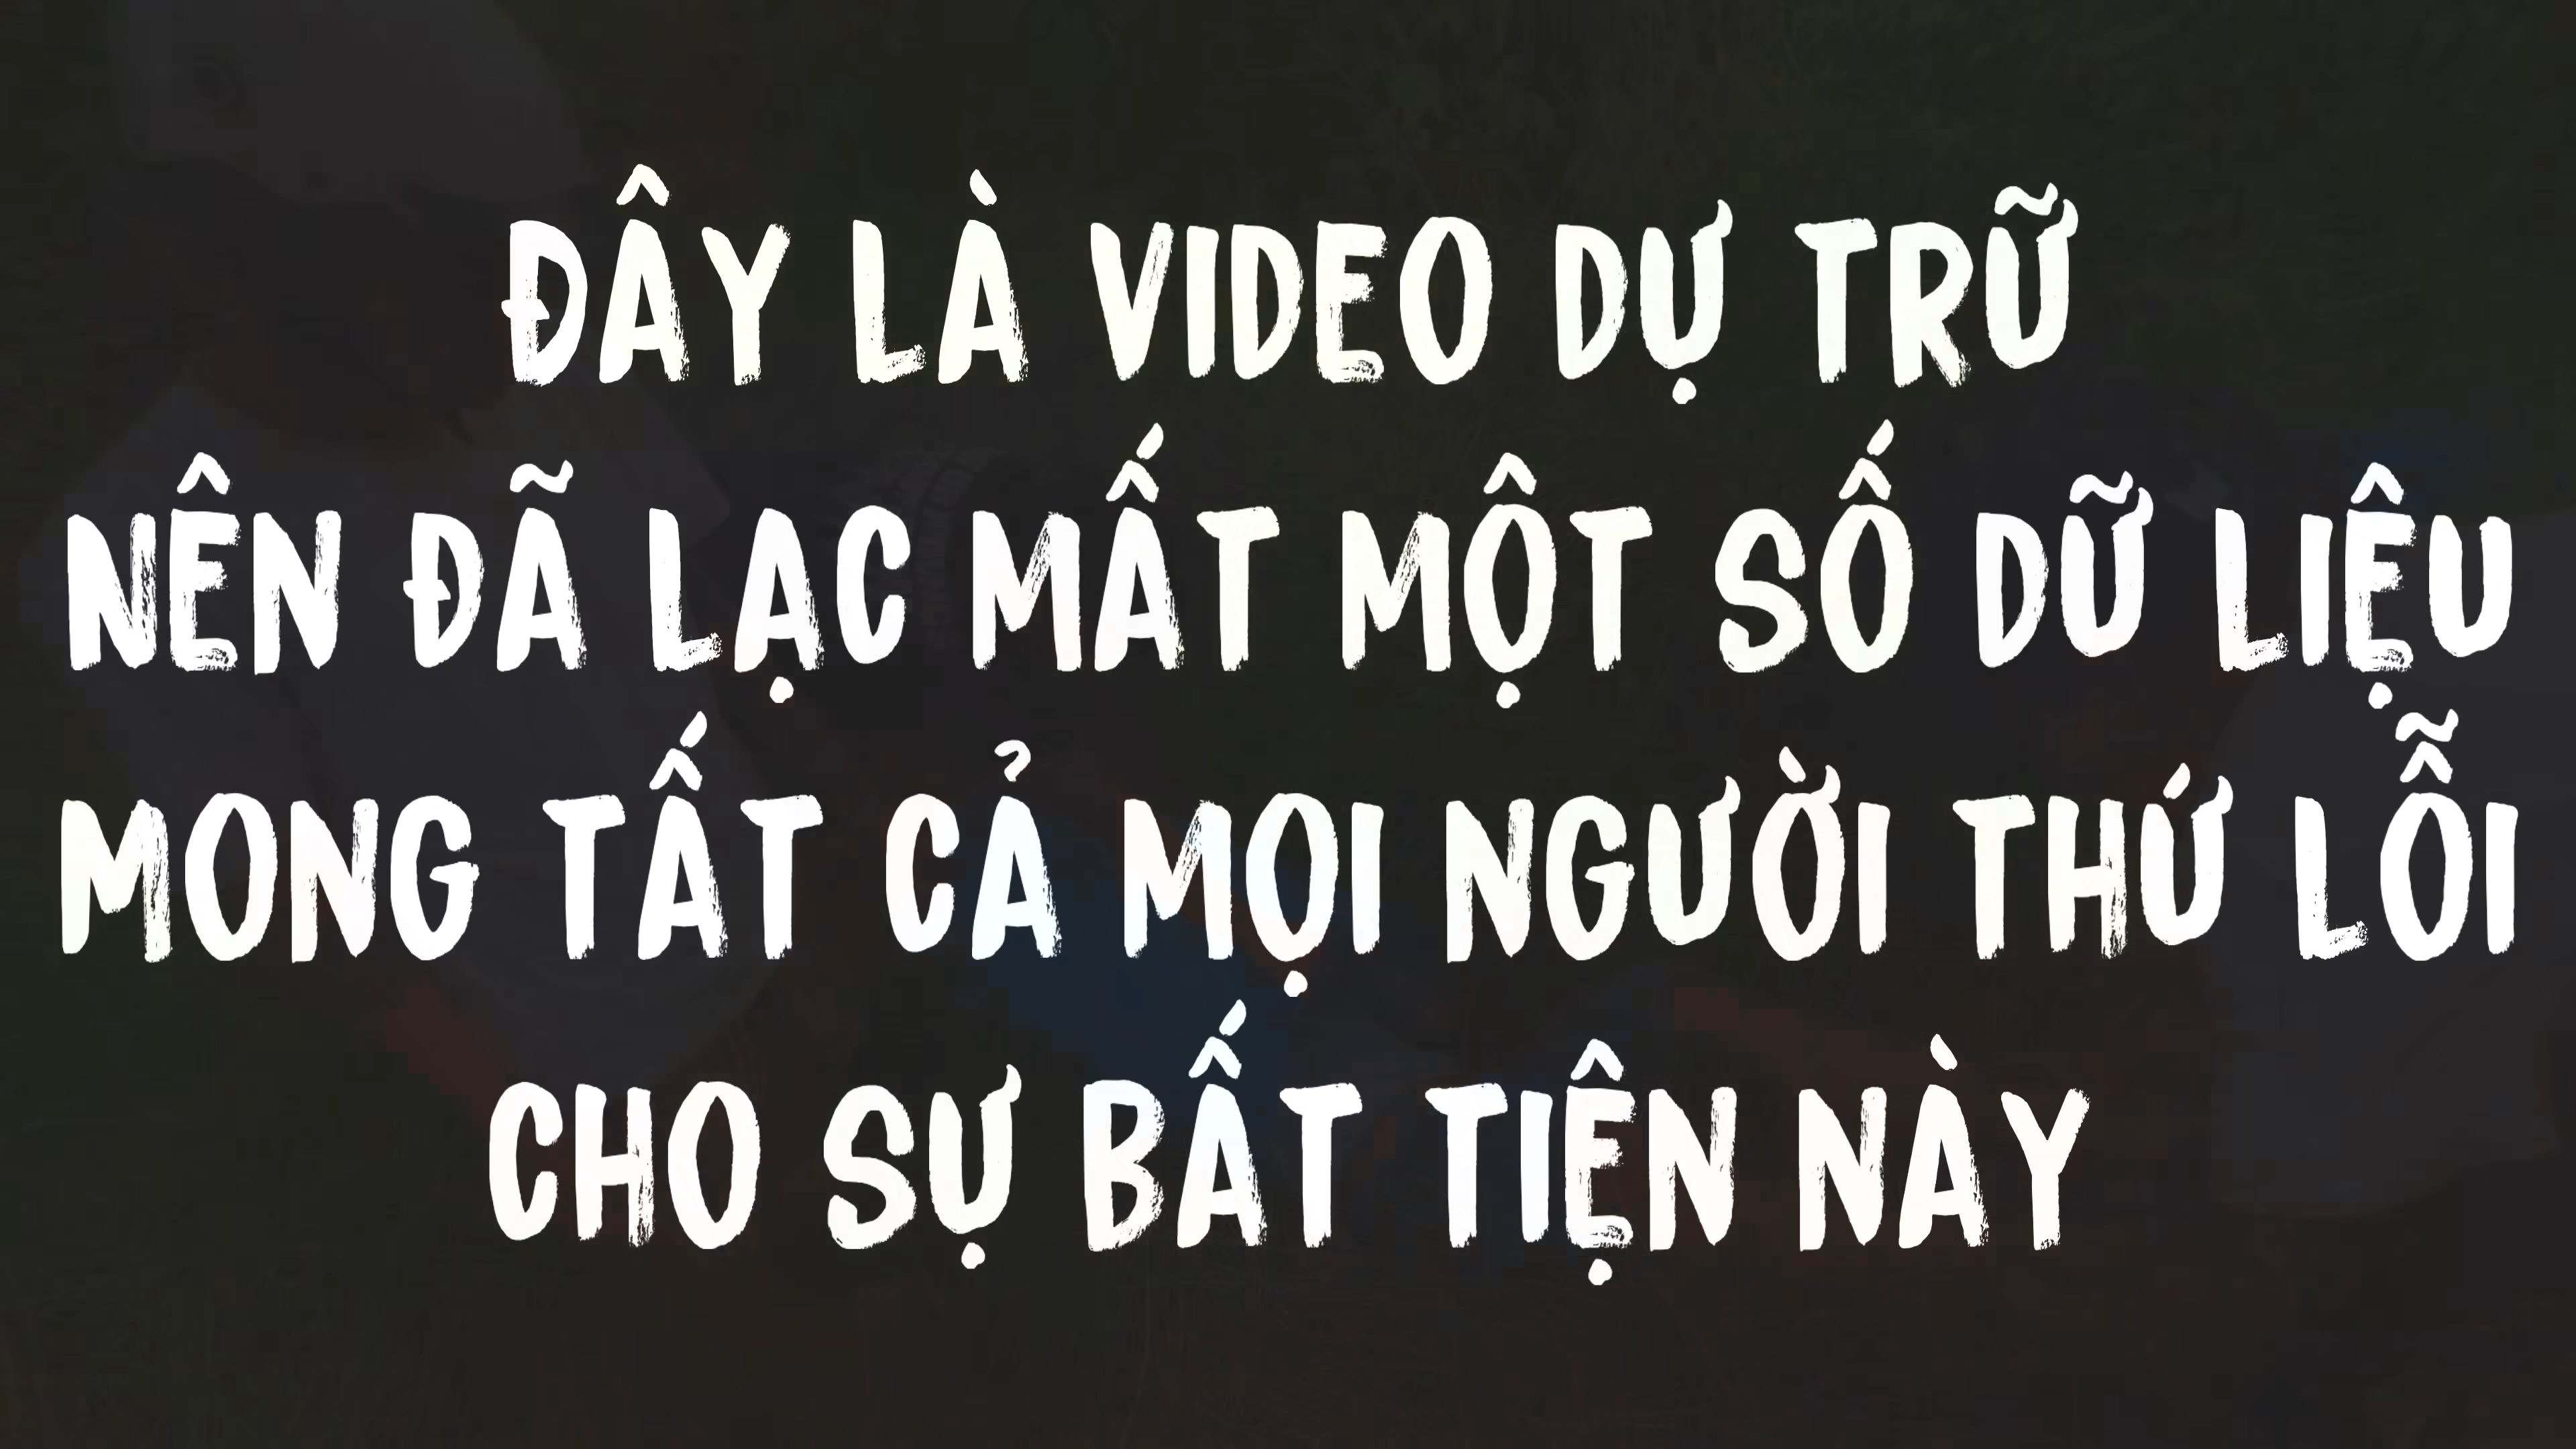 ĐÂY LÀ VIDEO DỰ TRỮ
NÊN ĐÃ LẠC MẤT MỘT SỐ DỮ LIỆU
MONG TẤT CẢ MỌI NGƯỜI THỨ LỖI
CHO SỰ BẤT TIỆN NÀY